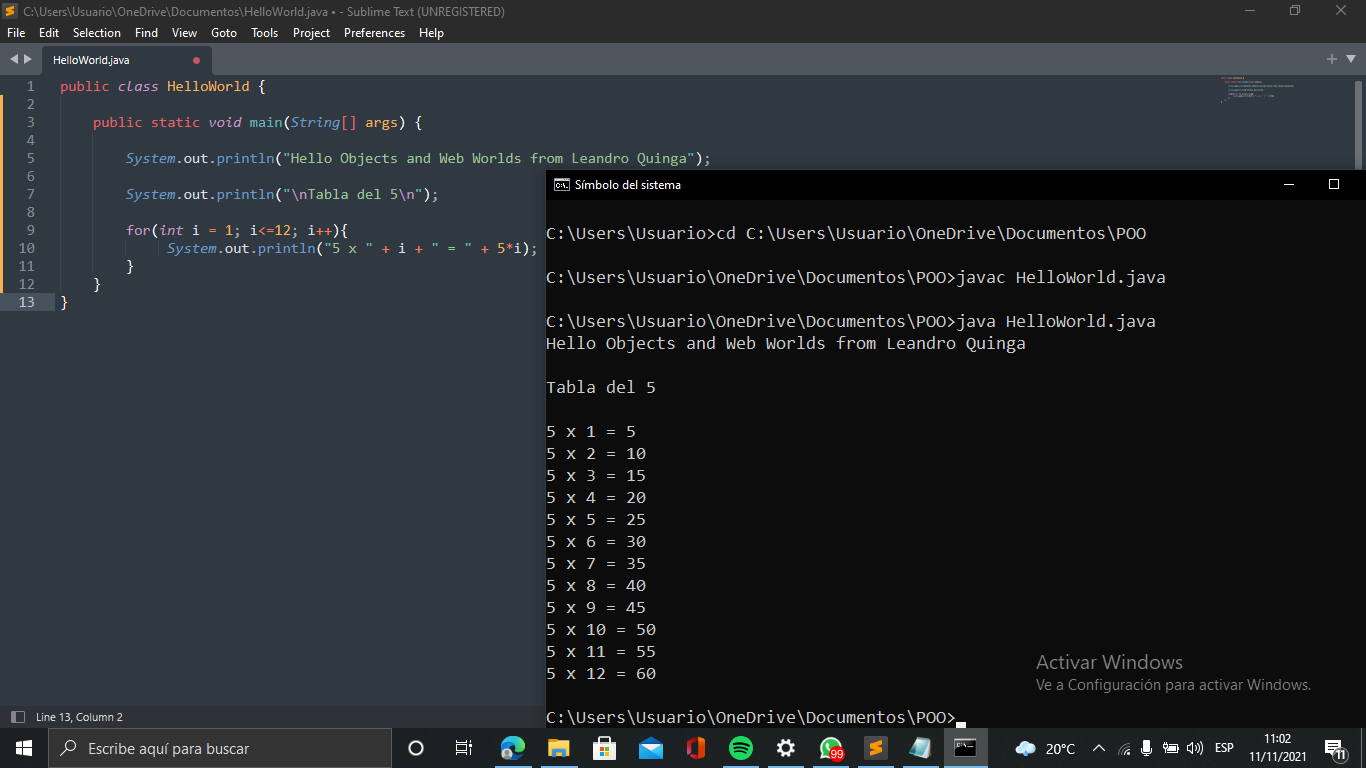 C:\Users\Usuario\OneDrive\Documentos\HelloWorld.java • - Sublime Text (UNREGISTERED)
File Edit Selection Find View Goto Tools Project Preferences Help
HelloWorld.java
1 public class HelloWorld {
2
3 public static void main(String[] args) {
4
5 System.out.println("Hello Objects and Web Worlds from Leandro Quinga");
6
7 System.out.println("\nTabla del 5\n");
8
9 for(int i = 1; i<=12; i++){
10 System.out.println("5 x " + i + " = " + 5*i);
11 }
12 }
13 }
Símbolo del sistema
C:\Users\Usuario>cd C:\Users\Usuario\OneDrive\Documentos\POO
C:\Users\Usuario\OneDrive\Documentos\POO>javac HelloWorld.java
C:\Users\Usuario\OneDrive\Documentos\POO>java HelloWorld.java
Hello Objects and Web Worlds from Leandro Quinga
Tabla del 5
5 x 1 = 5
5 x 2 = 10
5 x 3 = 15
5 x 4 = 20
5 x 5 = 25
5 x 6 = 30
5 x 7 = 35
5 x 8 = 40
5 x 9 = 45
5 x 10 = 50
5 x 11 = 55
5 x 12 = 60
C:\Users\Usuario\OneDrive\Documentos\POO>
Activar Windows
Ve a Configuración para activar Windows.
Line 13, Column 2
Escribe aquí para buscar
99
20°C
ESP
11:02
11/11/2021
11